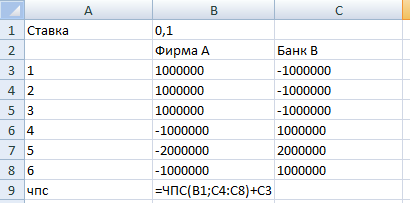 A B C
1 Ставка 0,1
2 Фирма А Банк В
3 1 1000000 -1000000
4 2 1000000 -1000000
5 3 1000000 -1000000
6 4 -1000000 1000000
7 5 -2000000 2000000
8 6 -1000000 1000000
9 чпс =ЧПС(B1;C4:C8)+C3